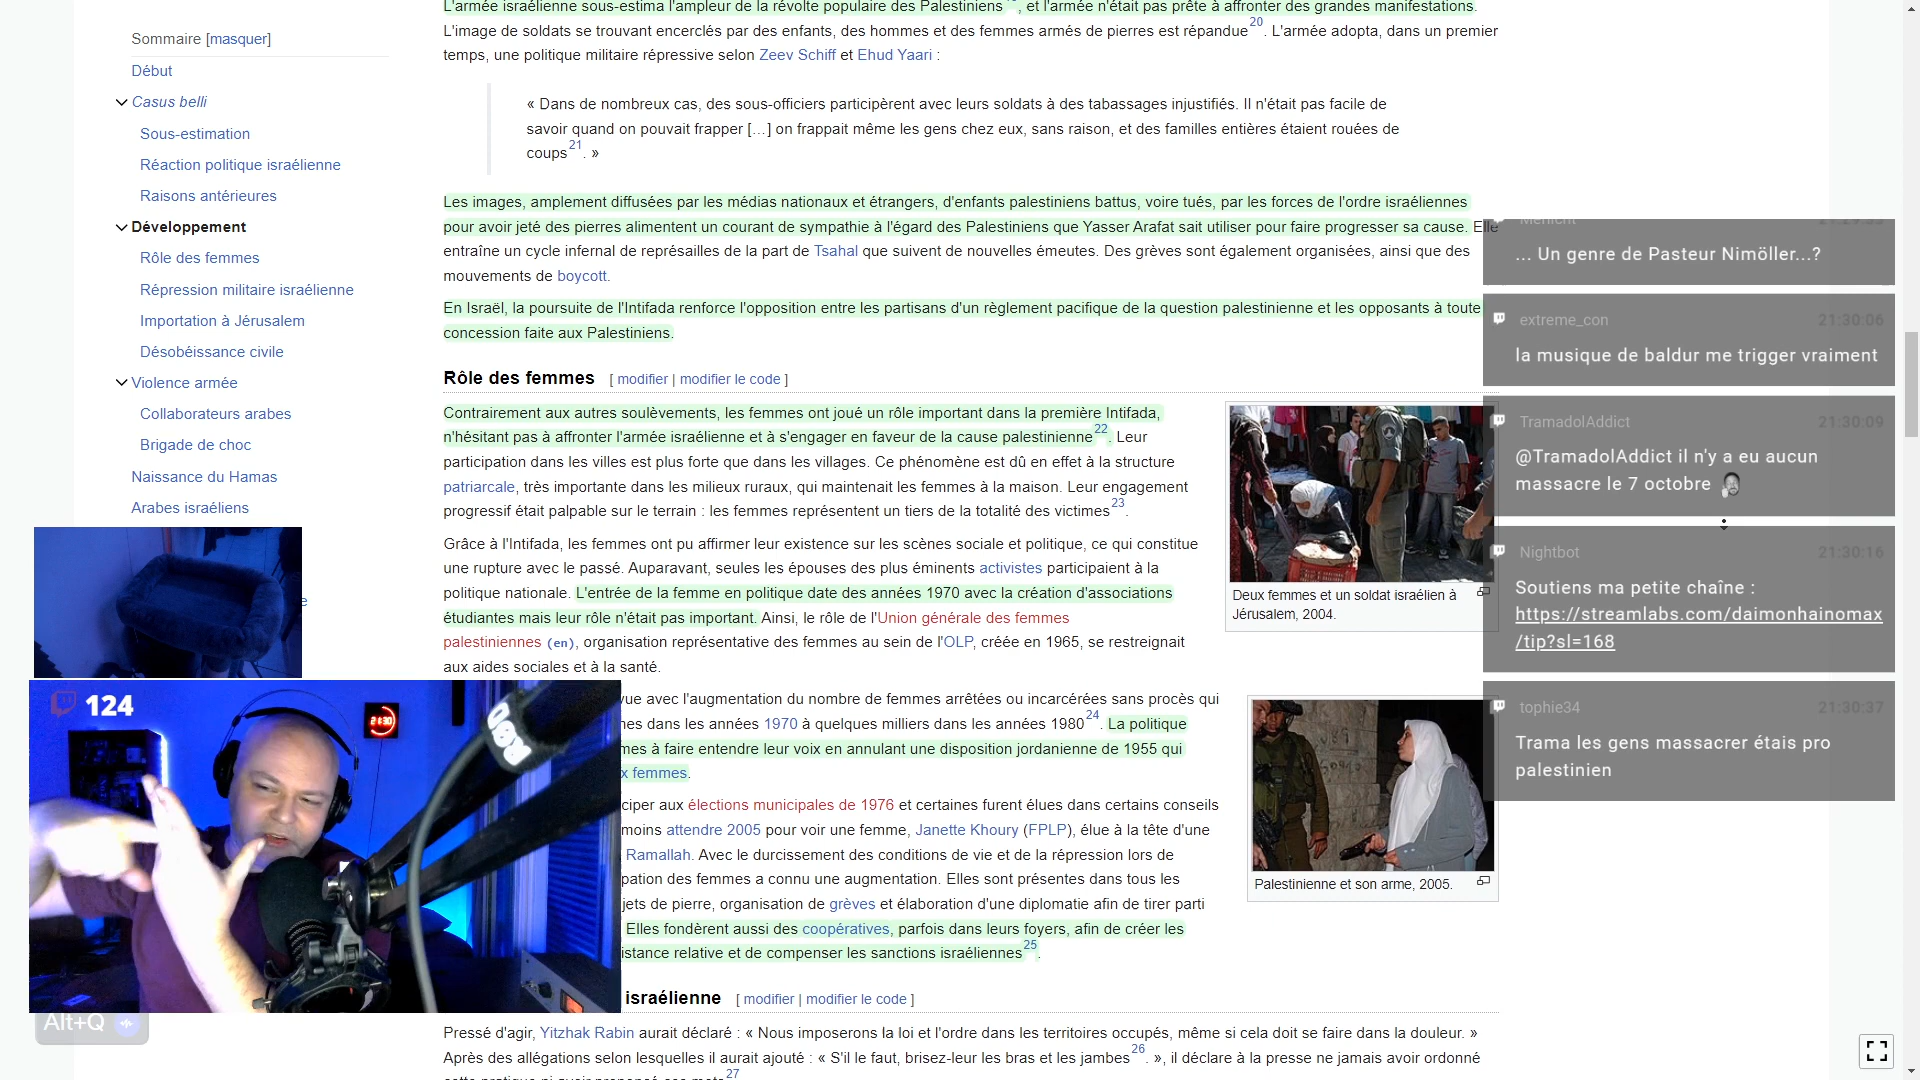 L'armée israélienne sous-estima l'ampleur de la révolte populaire des Palestiniens, et l'armée n'était pas prête à affronter des grandes manifestations.
L'image de soldats se trouvant encerclés par des enfants, des hommes et des femmes armés de pierres est répandue20. L'armée adopta, dans un premier
temps, une politique militaire répressive selon Zeev Schiff et Ehud Yaari :
« Dans de nombreux cas, des sous-officiers participèrent avec leurs soldats à des tabassages injustifiés. Il n'était pas facile de
savoir quand on pouvait frapper [...] on frappait même les gens chez eux, sans raison, et des familles entières étaient rouées de
coups21. »
Les images, amplement diffusées par les médias nationaux et étrangers, d'enfants palestiniens battus, voire tués, par les forces de l'ordre israéliennes
pour avoir jeté des pierres alimentent un courant de sympathie à l'égard des Palestiniens que Yasser Arafat sait utiliser pour faire progresser sa cause. Elle
entraîne un cycle infernal de représailles de la part de Tsahal que suivent de nouvelles émeutes. Des grèves sont également organisées, ainsi que des
mouvements de boycott.
En Israël, la poursuite de l'Intifada renforce l'opposition entre les partisans d'un règlement pacifique de la question palestinienne et les opposants à toute
concession faite aux Palestiniens.
Rôle des femmes [ modifier | modifier le code ]
Contrairement aux autres soulèvements, les femmes ont joué un rôle important dans la première Intifada,
n'hésitant pas à affronter l'armée israélienne et à s'engager en faveur de la cause palestinienne22. Leur
participation dans les villes est plus forte que dans les villages. Ce phénomène est dû en effet à la structure
patriarcale, très importante dans les milieux ruraux, qui maintenait les femmes à la maison. Leur engagement
progressif était palpable sur le terrain : les femmes représentent un tiers de la totalité des victimes23.
Grâce à l'Intifada, les femmes ont pu affirmer leur existence sur les scènes sociale et politique, ce qui constitue
une rupture avec le passé. Auparavant, seules les épouses des plus éminents activistes participaient à la
politique nationale. L'entrée de la femme en politique date des années 1970 avec la création d'associations
étudiantes mais leur rôle n'était pas important. Ainsi, le rôle de l'Union générale des femmes
palestiniennes (en), organisation représentative des femmes au sein de l'OLP, créée en 1965, se restreignait
aux aides sociales et à la santé.
vue avec l'augmentation du nombre de femmes arrêtées ou incarcérées sans procès qui
nes dans les années 1970 à quelques milliers dans les années 198024. La politique
mes à faire entendre leur voix en annulant une disposition jordanienne de 1955 qui
x femmes.
ciper aux élections municipales de 1976 et certaines furent élues dans certains conseils
moins attendre 2005 pour voir une femme, Janette Khoury (FPLP), élue à la tête d'une
Ramallah. Avec le durcissement des conditions de vie et de la répression lors de
pation des femmes a connu une augmentation. Elles sont présentes dans tous les
jets de pierre, organisation de grèves et élaboration d'une diplomatie afin de tirer parti
Elles fondèrent aussi des coopératives, parfois dans leurs foyers, afin de créer les
istance relative et de compenser les sanctions israéliennes25.
israélienne [ modifier | modifier le code ]
Pressé d'agir, Yitzhak Rabin aurait déclaré : « Nous imposerons la loi et l'ordre dans les territoires occupés, même si cela doit se faire dans la douleur. »
Après des allégations selon lesquelles il aurait ajouté : « S'il le faut, brisez-leur les bras et les jambes26. », il déclare à la presse ne jamais avoir ordonné
27
Sommaire [masquer]
Début
Casus belli
Sous-estimation
Réaction politique israélienne
Raisons antérieures
Développement
Rôle des femmes
Répression militaire israélienne
Importation à Jérusalem
Désobéissance civile
Violence armée
Collaborateurs arabes
Brigade de choc
Naissance du Hamas
Arabes israéliens
e
124
21:30
Alt+Q
Deux femmes et un soldat israélien à
Jérusalem, 2004.
Palestinienne et son arme, 2005.
... Un genre de Pasteur Nimöller...?
extreme_con 21:30:06
la musique de baldur me trigger vraiment
TramadolAddict 21:30:09
@TramadolAddict il n'y a eu aucun
massacre le 7 octobre
Nightbot 21:30:16
Soutiens ma petite chaîne :
https://streamlabs.com/daimonhainomax
/tip?sl=168
tophie34 21:30:37
Trama les gens massacrer étais pro
palestinien